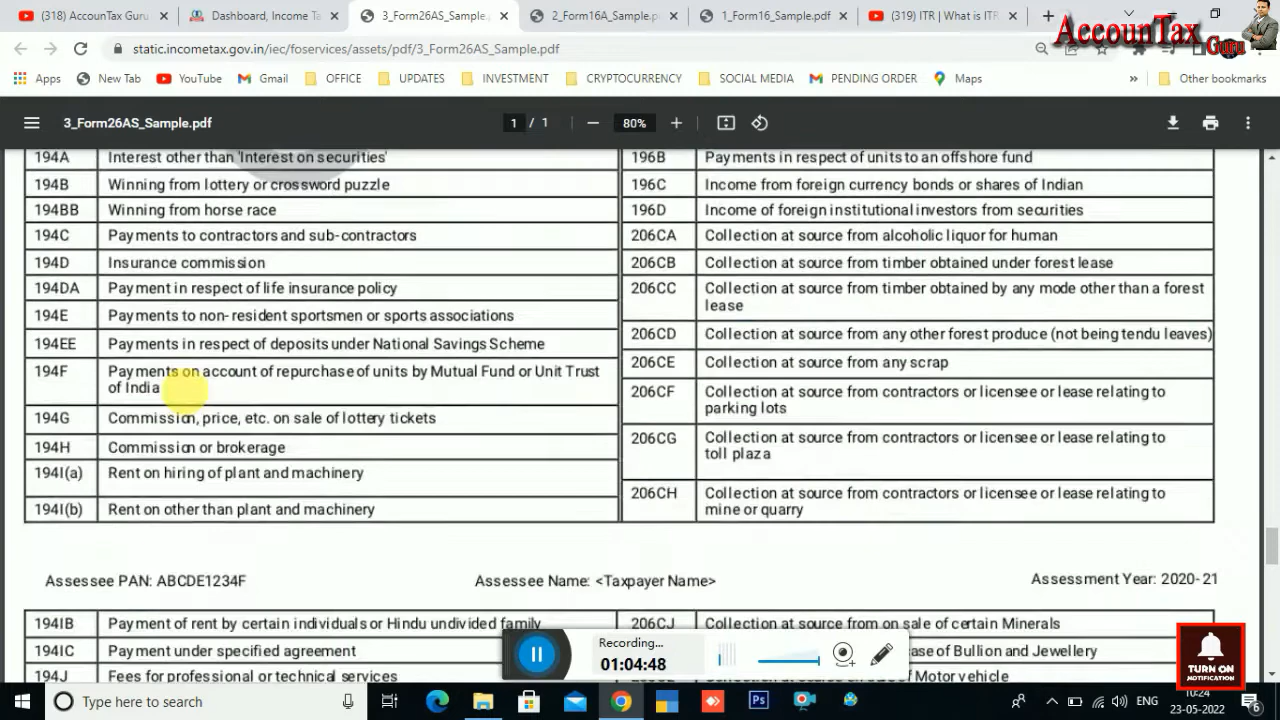 (318) AccounTax Guru
Dashboard, Income Ta
3_Form26AS_Sample.
2_Form16A_Sample.p
1_Form16_Sample.pdf
(319) ITR | What is ITR
AccounTax
Guru
static.incometax.gov.in/iec/foservices/assets/pdf/3_Form26AS_Sample.pdf
Apps
New Tab
YouTube
Gmail
OFFICE
UPDATES
INVESTMENT
CRYPTOCURRENCY
SOCIAL MEDIA
PENDING ORDER
Maps
»
Other bookmarks
3_Form26AS_Sample.pdf
1 / 1
80%
194A Interest other than 'Interest on securities'
194B Winning from lottery or crossword puzzle
194BB Winning from horse race
194C Payments to contractors and sub-contractors
194D Insurance commission
194DA Payment in respect of life insurance policy
194E Payments to non- resident sportsmen or sports associations
194EE Payments in respect of deposits under National Savings Scheme
194F Payments on account of repurchase of units by Mutual Fund or Unit Trust
of India
194G Commission, price, etc. on sale of lottery tickets
194H Commission or brokerage
194I(a) Rent on hiring of plant and machinery
194I(b) Rent on other than plant and machinery
196B Payments in respect of units to an offshore fund
196C Income from foreign currency bonds or shares of Indian
196D Income of foreign institutional investors from securities
206CA Collection at source from alcoholic liquor for human
206CB Collection at source from timber obtained under forest lease
206CC Collection at source from timber obtained by any mode other than a forest
lease
206CD Collection at source from any other forest produce (not being tendu leaves)
206CE Collection at source from any scrap
206CF Collection at source from contractors or licensee or lease relating to
parking lots
206CG Collection at source from contractors or licensee or lease relating to
toll plaza
206CH Collection at source from contractors or licensee or lease relating to
mine or quarry
Assessee PAN: ABCDE1234F
Assessee Name: <Taxpayer Name>
Assessment Year: 2020-21
194IB Payment of rent by certain individuals or Hindu undivided family
194IC Payment under specified agreement
194J Fees for professional or technical services
206CJ Collection at source from on sale of certain Minerals
ase of Bullion and Jewellery
of Motor vehicle
Recording...
01:04:48
TURN ON
NOTIFICATION
Type here to search
Ps
ENG
10:24
23-05-2022
6